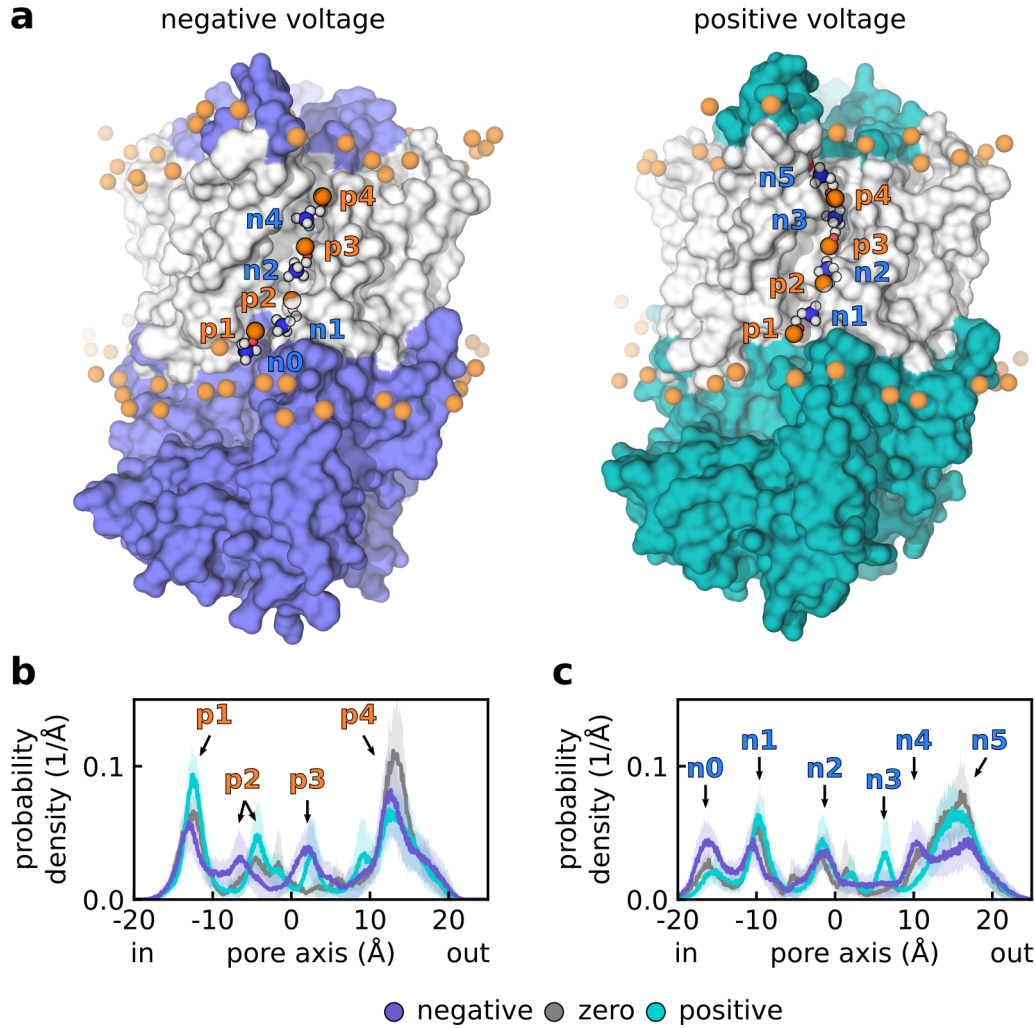 a
negative voltage
positive voltage
p4
n4
p3
n2
p2
p1
n1
n0
n5
p4
n3
p3
n2
p2
n1
p1
b
probability
density (1/Å)
0.1
0.0
p1
p2
p3
p4
-20 -10 0 10 20
in pore axis (Å) out
c
probability
density (1/Å)
0.1
0.0
n0
n1
n2
n3
n4
n5
-20 -10 0 10 20
in pore axis (Å) out
negative zero positive